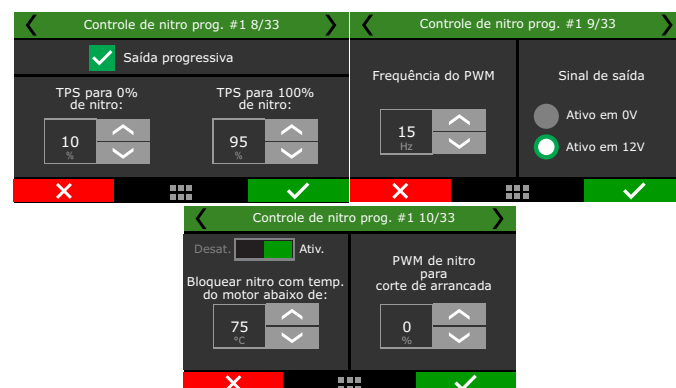 Controle de nitro prog. #1 8/33
Saída progressiva
TPS para 0%
de nitro:
TPS para 100%
de nitro:
10
%
95
%
Controle de nitro prog. #1 9/33
Frequência do PWM
15
Hz
Sinal de saída
Ativo em 0V
Ativo em 12V
Controle de nitro prog. #1 10/33
Desat.
Ativ.
Bloquear nitro com temp.
do motor abaixo de:
75
°C
PWM de nitro
para
corte de arrancada
0
%